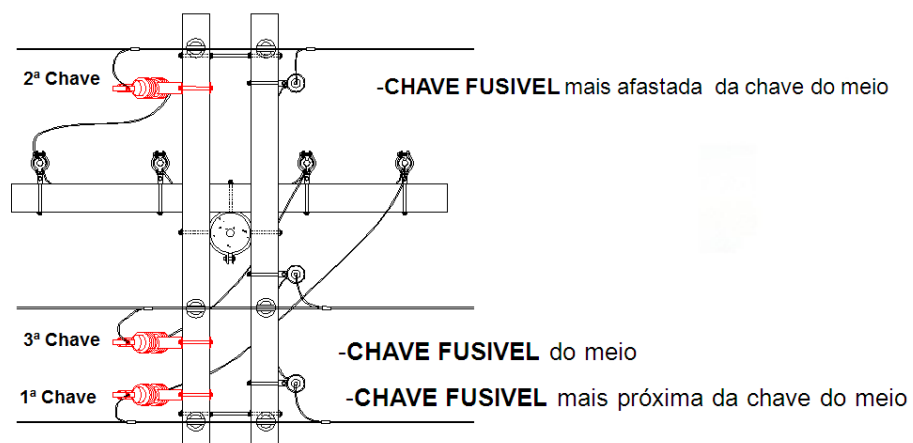 2ª Chave
-CHAVE FUSIVEL mais afastada da chave do meio
3ª Chave
-CHAVE FUSIVEL do meio
1ª Chave
-CHAVE FUSIVEL mais próxima da chave do meio